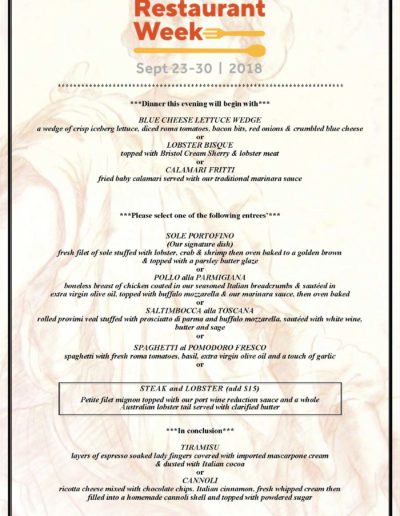 Restaurant
Week
Sept 23-30 | 2018
***Dinner this evening will begin with***
BLUE CHEESE LETTUCE WEDGE
a wedge of crisp iceberg lettuce, diced roma tomatoes, bacon bits, red onions & crumbled blue cheese
or
LOBSTER BISQUE
topped with Bristol Cream Sherry & lobster meat
or
CALAMARI FRITTI
fried baby calamari served with our traditional marinara sauce
***Please select one of the following entrees'***
SOLE PORTOFINO
(Our signature dish)
fresh filet of sole stuffed with lobster, crab & shrimp then oven baked to a golden brown
& topped with a parsley butter glaze
or
POLLO alla PARMIGIANA
boneless breast of chicken coated in our seasoned Italian breadcrumbs & sautéed in
extra virgin olive oil, topped with buffalo mozzarella & our marinara sauce, then oven baked
or
SALTIMBOCCA alla TOSCANA
rolled provimi veal stuffed with prosciutto di parma and buffalo mozzarella, sautéed with white wine,
butter and sage
or
SPAGHETTI al POMODORO FRESCO
spaghetti with fresh roma tomatoes, basil, extra virgin olive oil and a touch of garlic
or
STEAK and LOBSTER (add $15)
Petite filet mignon topped with our port wine reduction sauce and a whole
Australian lobster tail served with clarified butter
***In conclusion***
TIRAMISU
layers of espresso soaked lady fingers covered with imported mascarpone cream
& dusted with Italian cocoa
or
CANNOLI
ricotta cheese mixed with chocolate chips, Italian cinnamon, fresh whipped cream then
filled into a homemade cannoli shell and topped with powdered sugar